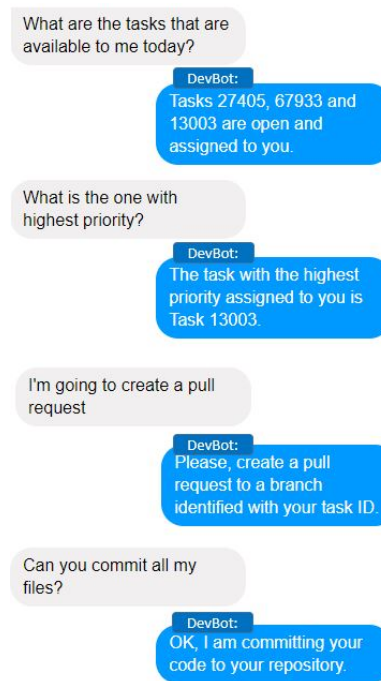 What are the tasks that are
available to me today?
DevBot:
Tasks 27405, 67933 and
13003 are open and
assigned to you.
What is the one with
highest priority?
DevBot:
The task with the highest
priority assigned to you is
Task 13003.
I'm going to create a pull
request
DevBot:
Please, create a pull
request to a branch
identified with your task ID.
Can you commit all my
files?
DevBot:
OK, I am committing your
code to your repository.